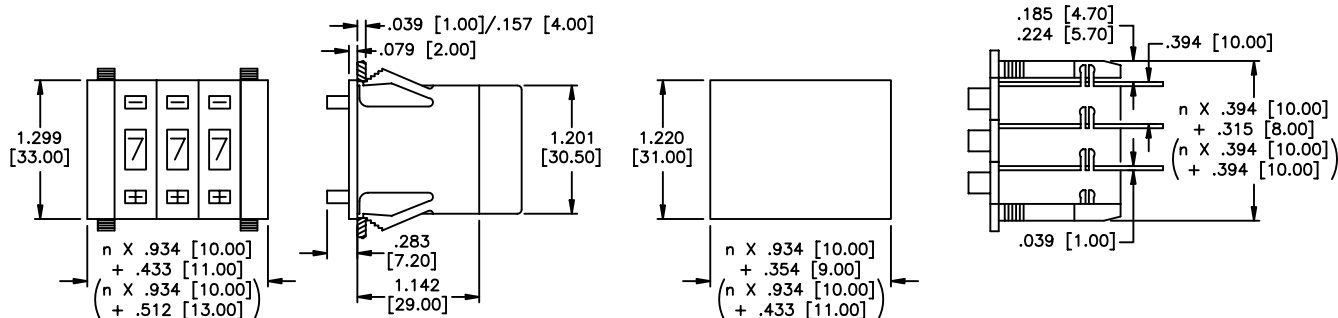 .039 [1.00]/.157 [4.00]
.079 [2.00]
1.299
[33.00]
− − −
7 7 7
+ + +
n X .934 [10.00]
+ .433 [11.00]
(n X .934 [10.00]
+ .512 [13.00])
.283
[7.20]
1.142
[29.00]
1.201
[30.50]
1.220
[31.00]
n X .934 [10.00]
+ .354 [9.00]
(n X .934 [10.00]
+ .433 [11.00])
.185 [4.70]
.224 [5.70]
.394 [10.00]
n X .394 [10.00]
+ .315 [8.00]
(n X .394 [10.00]
+ .394 [10.00])
.039 [1.00]